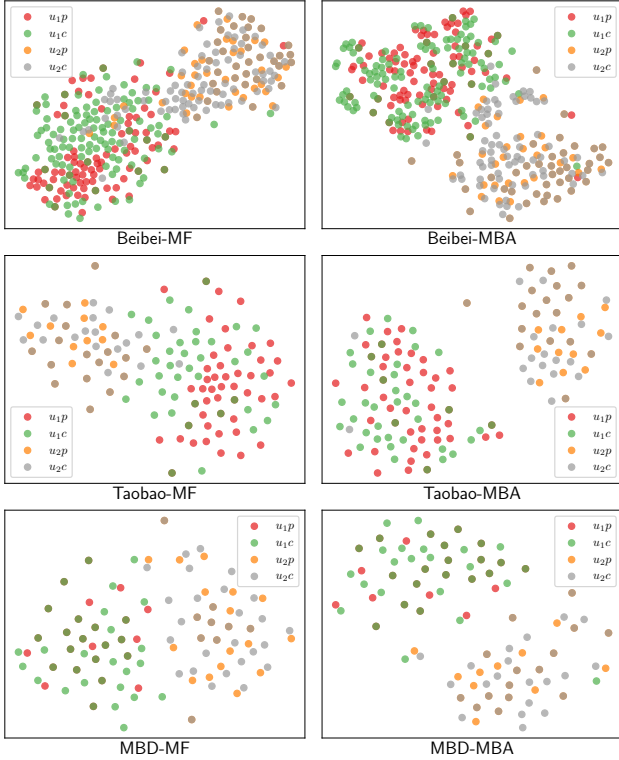 u₁p
u₁c
u₂p
u₂c
u₁p
u₁c
u₂p
u₂c
Beibei-MF
Beibei-MBA
u₁p
u₁c
u₂p
u₂c
u₁p
u₁c
u₂p
u₂c
Taobao-MF
Taobao-MBA
u₁p
u₁c
u₂p
u₂c
u₁p
u₁c
u₂p
u₂c
MBD-MF
MBD-MBA